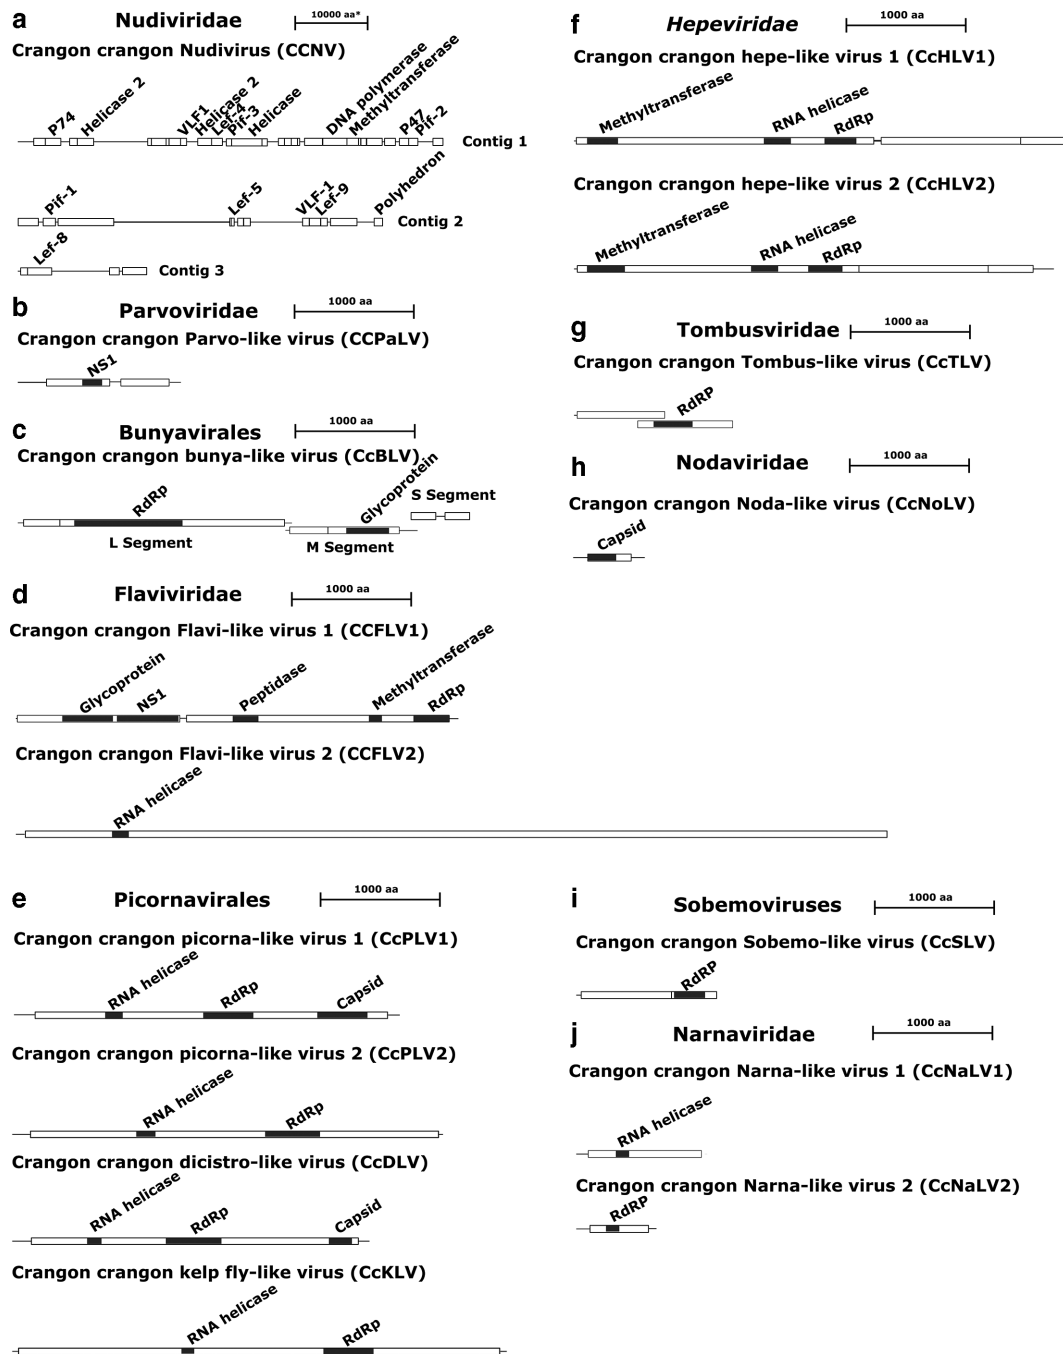 a Nudiviridae 10000 aa*
Crangon crangon Nudivirus (CCNV)
P74 Helicase 2 VLF1 Helicase 2 Lef-4 Pif-3 Helicase DNA polymerase Methyltransferase P47 Pif-2
Contig 1
Pif-1 Lef-5 VLF-1 Lef-9 Polyhedron
Contig 2
Lef-8
Contig 3
b Parvoviridae 1000 aa
Crangon crangon Parvo-like virus (CCPaLV)
NS1
c Bunyavirales 1000 aa
Crangon crangon bunya-like virus (CcBLV)
RdRp Glycoprotein S Segment
L Segment M Segment
d Flaviviridae 1000 aa
Crangon crangon Flavi-like virus 1 (CCFLV1)
Glycoprotein NS1 Peptidase Methyltransferase RdRp
Crangon crangon Flavi-like virus 2 (CCFLV2)
RNA helicase
e Picornavirales 1000 aa
Crangon crangon picorna-like virus 1 (CcPLV1)
RNA helicase RdRp Capsid
Crangon crangon picorna-like virus 2 (CcPLV2)
RNA helicase RdRp
Crangon crangon dicistro-like virus (CcDLV)
RNA helicase RdRp Capsid
Crangon crangon kelp fly-like virus (CcKLV)
RNA helicase RdRp
f Hepeviridae 1000 aa
Crangon crangon hepe-like virus 1 (CcHLV1)
Methyltransferase RNA helicase RdRp
Crangon crangon hepe-like virus 2 (CcHLV2)
Methyltransferase RNA helicase RdRp
g Tombusviridae 1000 aa
Crangon crangon Tombus-like virus (CcTLV)
RdRP
h Nodaviridae 1000 aa
Crangon crangon Noda-like virus (CcNoLV)
Capsid
i Sobemoviruses 1000 aa
Crangon crangon Sobemo-like virus (CcSLV)
RdRP
j Narnaviridae 1000 aa
Crangon crangon Narna-like virus 1 (CcNaLV1)
RNA helicase
Crangon crangon Narna-like virus 2 (CcNaLV2)
RdRP